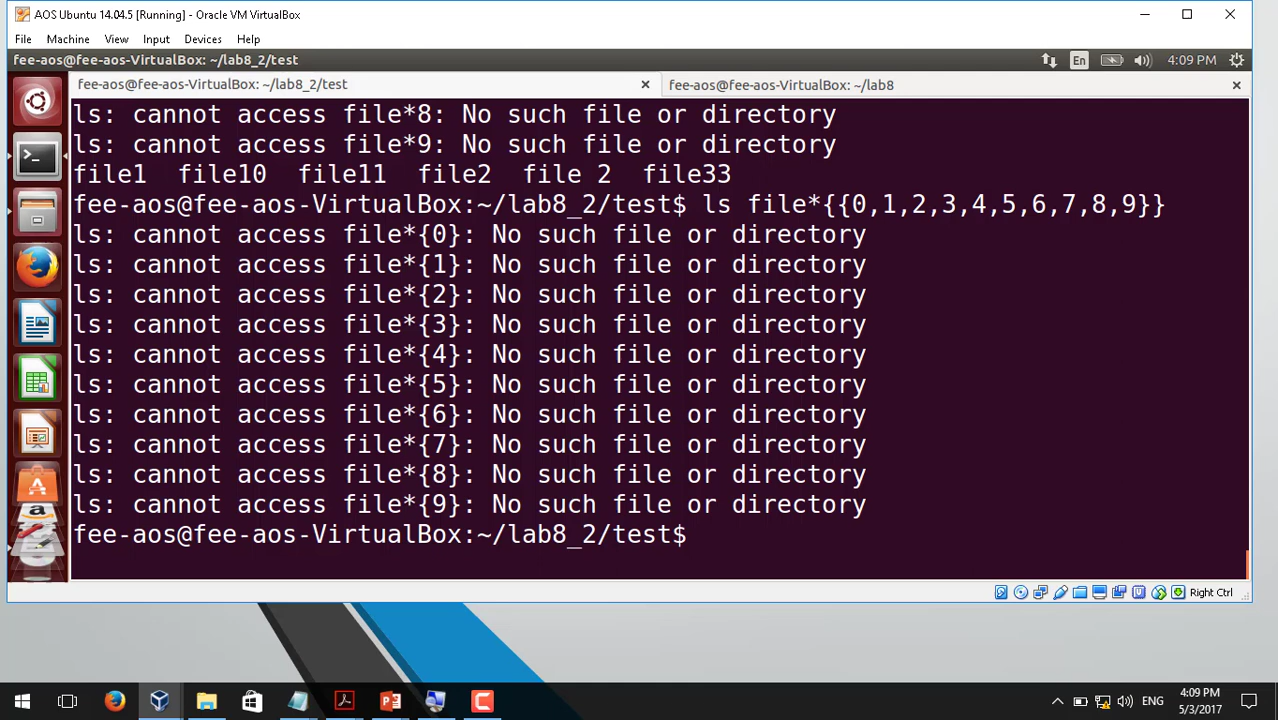 AOS Ubuntu 14.04.5 [Running] - Oracle VM VirtualBox
File Machine View Input Devices Help
fee-aos@fee-aos-VirtualBox: ~/lab8_2/test En 4:09 PM
fee-aos@fee-aos-VirtualBox: ~/lab8_2/test fee-aos@fee-aos-VirtualBox: ~/lab8
ls: cannot access file*8: No such file or directory
ls: cannot access file*9: No such file or directory
file1 file10 file11 file2 file 2 file33
fee-aos@fee-aos-VirtualBox:~/lab8_2/test$ ls file*{{0,1,2,3,4,5,6,7,8,9}}
ls: cannot access file*{0}: No such file or directory
ls: cannot access file*{1}: No such file or directory
ls: cannot access file*{2}: No such file or directory
ls: cannot access file*{3}: No such file or directory
ls: cannot access file*{4}: No such file or directory
ls: cannot access file*{5}: No such file or directory
ls: cannot access file*{6}: No such file or directory
ls: cannot access file*{7}: No such file or directory
ls: cannot access file*{8}: No such file or directory
ls: cannot access file*{9}: No such file or directory
fee-aos@fee-aos-VirtualBox:~/lab8_2/test$
Right Ctrl
ENG 4:09 PM
5/3/2017